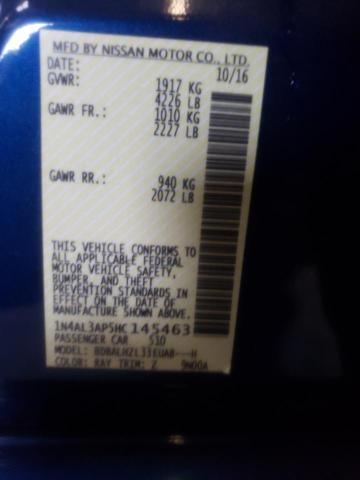 MFD BY NISSAN MOTOR CO., LTD.
DATE: 10/16
GVWR: 1917 KG
4226 LB
GAWR FR.: 1010 KG
2227 LB
GAWR RR.: 940 KG
2072 LB
THIS VEHICLE CONFORMS TO
ALL APPLICABLE FEDERAL
MOTOR VEHICLE SAFETY,
BUMPER, AND THEFT
PREVENTION STANDARDS IN
EFFECT ON THE DATE OF
MANUFACTURE SHOWN ABOVE.
1N4AL3AP5HC145463
PASSENGER CAR 510
MODEL: BDBALHZL33EUAB---H
COLOR: RAY TRIM: Z 9N00A